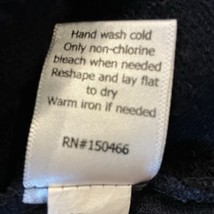 Hand wash cold
Only non-chlorine
bleach when needed
Reshape and lay flat
to dry
Warm iron if needed
RN#150466